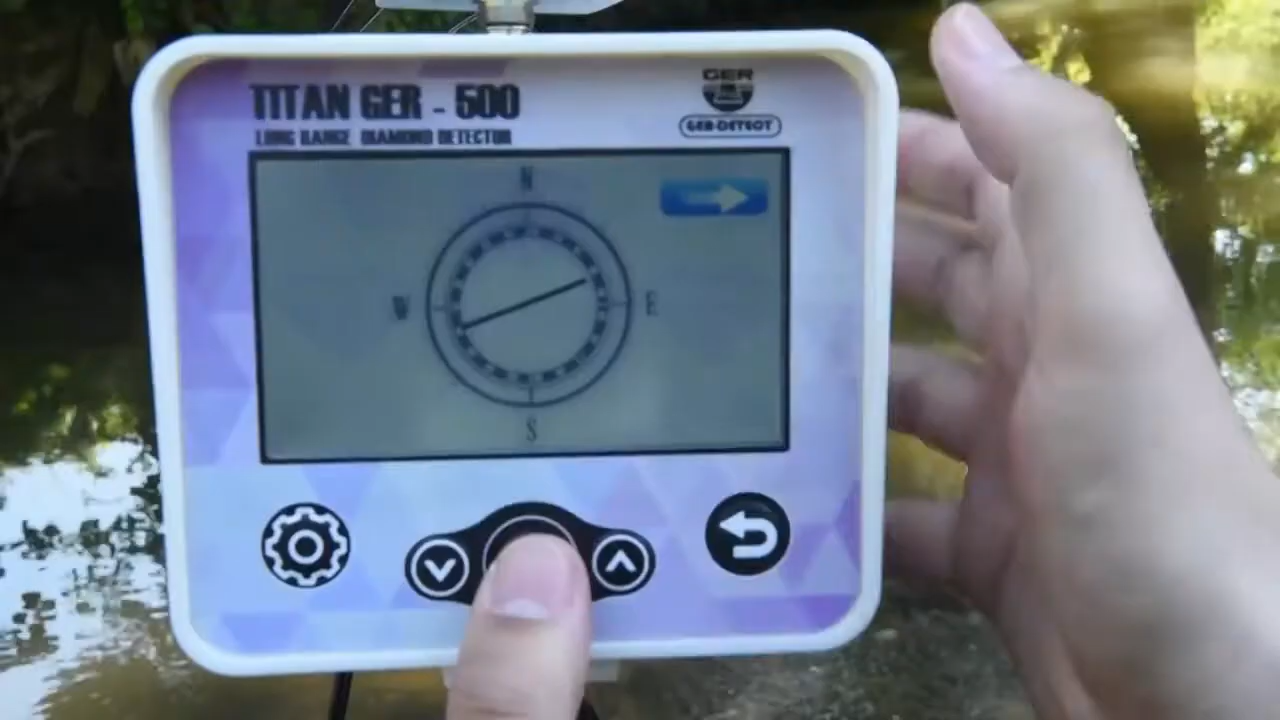 TITAN GER - 500
LONG RANGE DIAMOND DETECTOR
GER
GER-DETECT
N
W
E
S